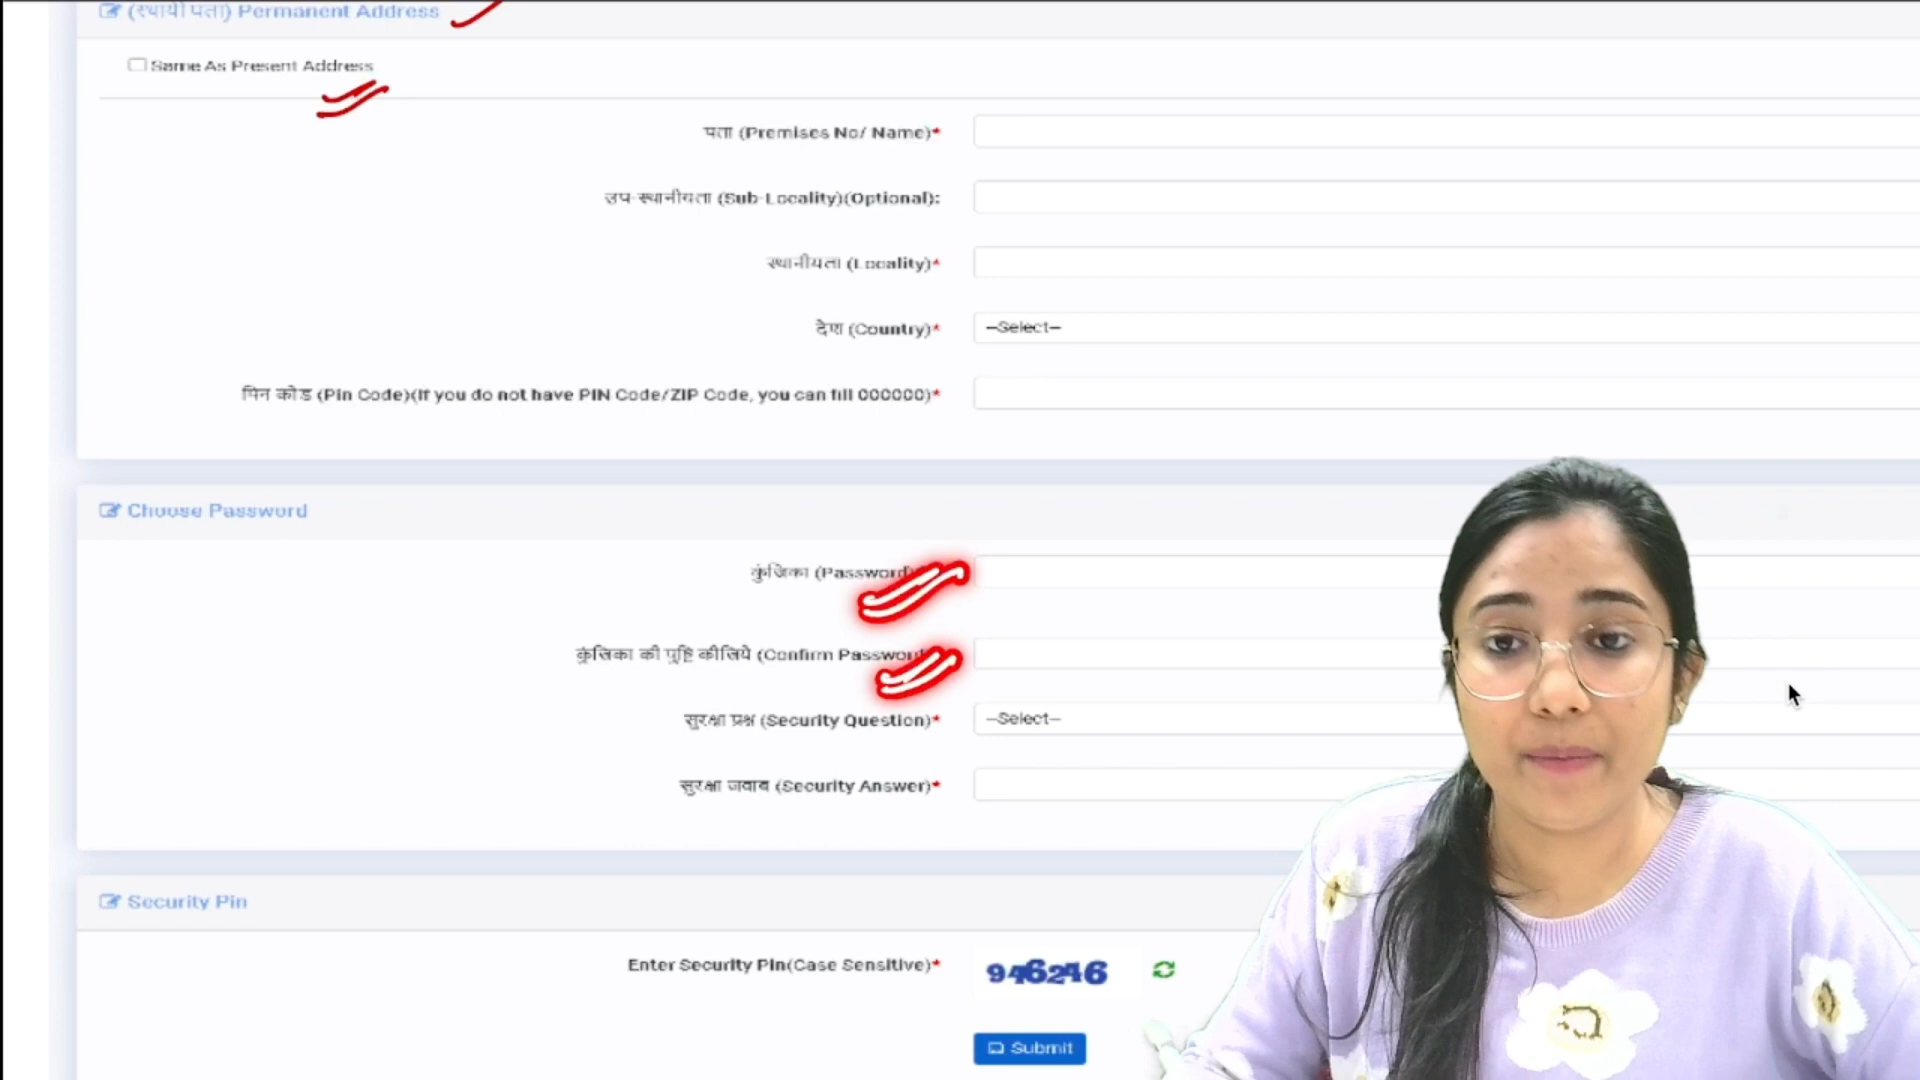 (स्थायी पता) Permanent Address
Same As Present Address
पता (Premises No/ Name)*
उप-स्थानीयता (Sub-Locality)(Optional):
स्थानीयता (Locality)*
देश (Country)*
--Select--
पिन कोड (Pin Code)(If you do not have PIN Code/ZIP Code, you can fill 000000)*
Choose Password
कुंजिका (Password)
कुंजिका की पुष्टि कीजिये (Confirm Password
सुरक्षा प्रश्न (Security Question)*
--Select--
सुरक्षा जवाब (Security Answer)*
Security Pin
Enter Security Pin(Case Sensitive)*
946246
Submit